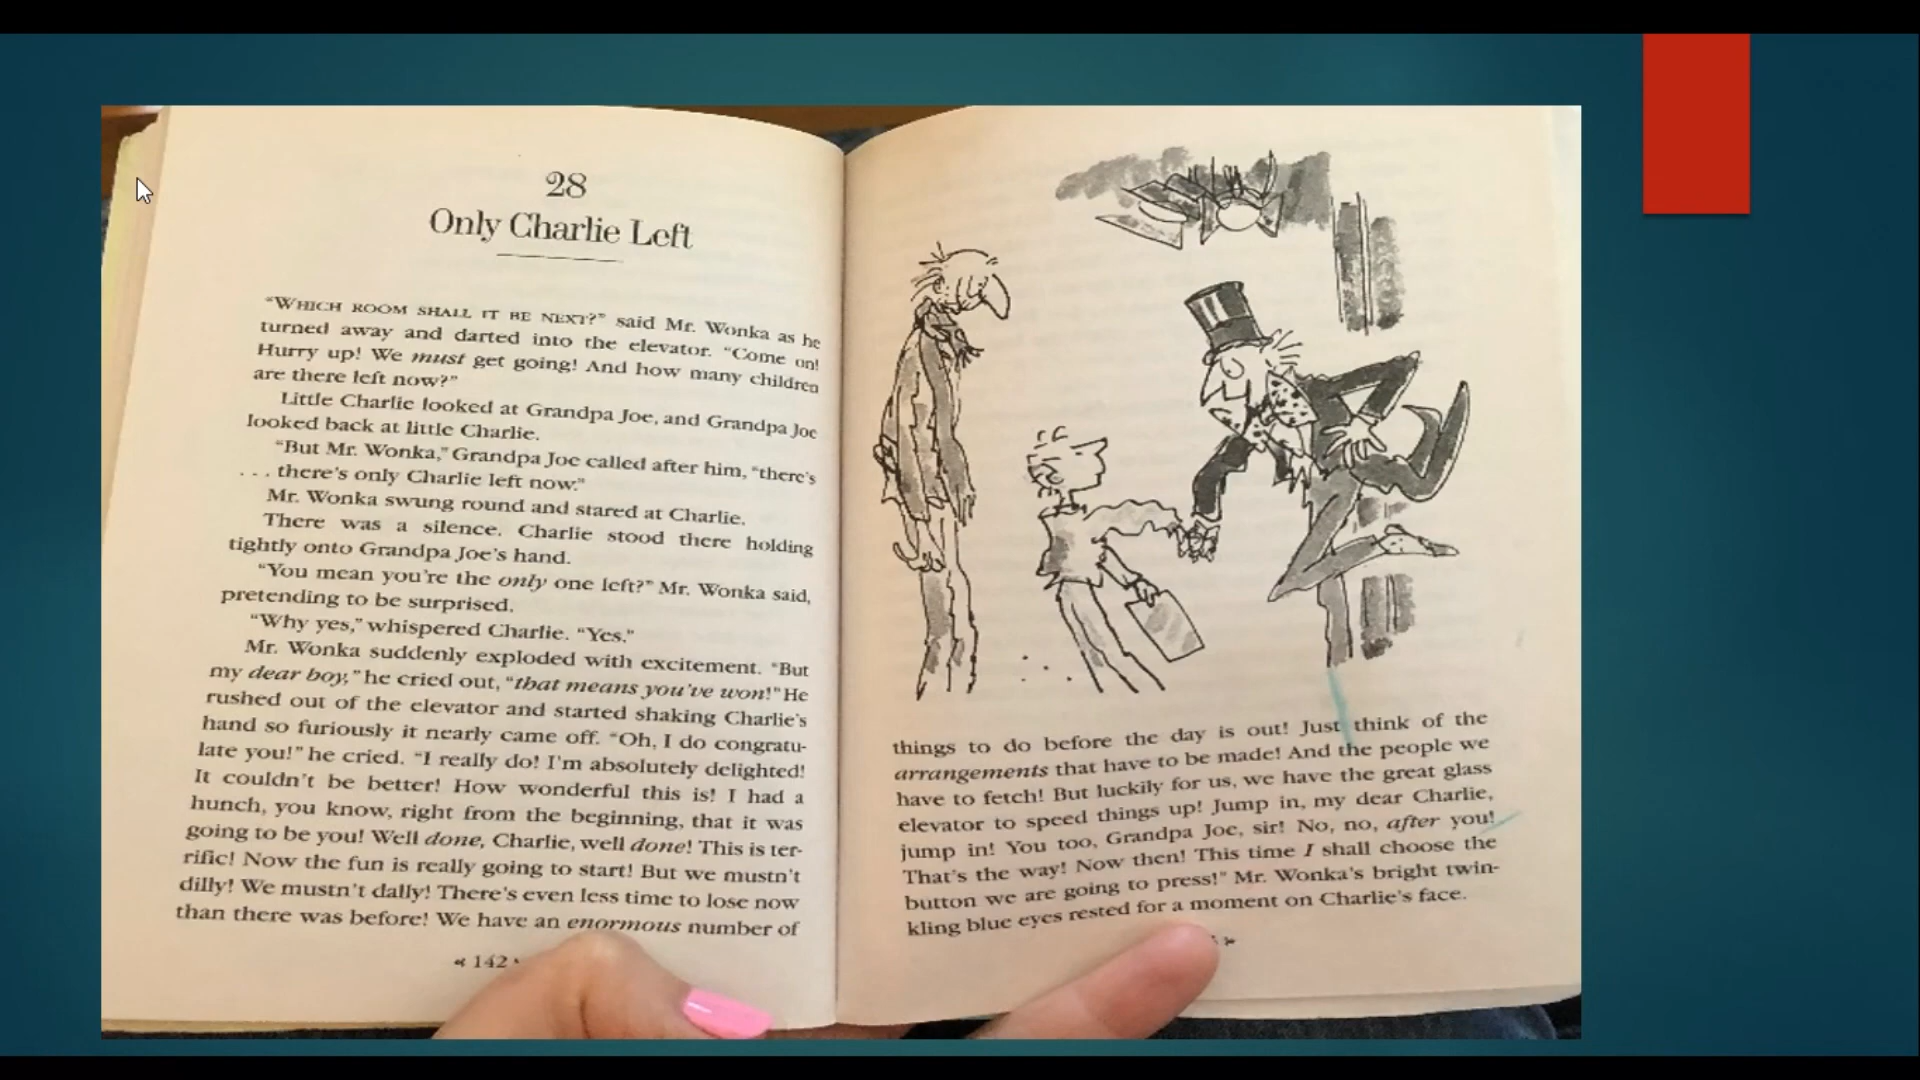 28
Only Charlie Left
“WHICH ROOM SHALL IT BE NEXT?” said Mr. Wonka as he
turned away and darted into the elevator. “Come on!
Hurry up! We must get going! And how many children
are there left now?”
Little Charlie looked at Grandpa Joe, and Grandpa Joe
looked back at little Charlie.
“But Mr. Wonka,” Grandpa Joe called after him, “there’s
. . . there’s only Charlie left now.”
Mr. Wonka swung round and stared at Charlie.
There was a silence. Charlie stood there holding
tightly onto Grandpa Joe’s hand.
“You mean you’re the only one left?” Mr. Wonka said,
pretending to be surprised.
“Why yes,” whispered Charlie. “Yes.”
Mr. Wonka suddenly exploded with excitement. “But
my dear boy,” he cried out, “that means you’ve won!” He
rushed out of the elevator and started shaking Charlie’s
hand so furiously it nearly came off. “Oh, I do congratu-
late you!” he cried. “I really do! I’m absolutely delighted!
It couldn’t be better! How wonderful this is! I had a
hunch, you know, right from the beginning, that it was
going to be you! Well done, Charlie, well done! This is ter-
rific! Now the fun is really going to start! But we mustn’t
dilly! We mustn’t dally! There’s even less time to lose now
than there was before! We have an enormous number of
142
things to do before the day is out! Just think of the
arrangements that have to be made! And the people we
have to fetch! But luckily for us, we have the great glass
elevator to speed things up! Jump in, my dear Charlie,
jump in! You too, Grandpa Joe, sir! No, no, after you!
That’s the way! Now then! This time I shall choose the
button we are going to press!” Mr. Wonka’s bright twin-
kling blue eyes rested for a moment on Charlie’s face.